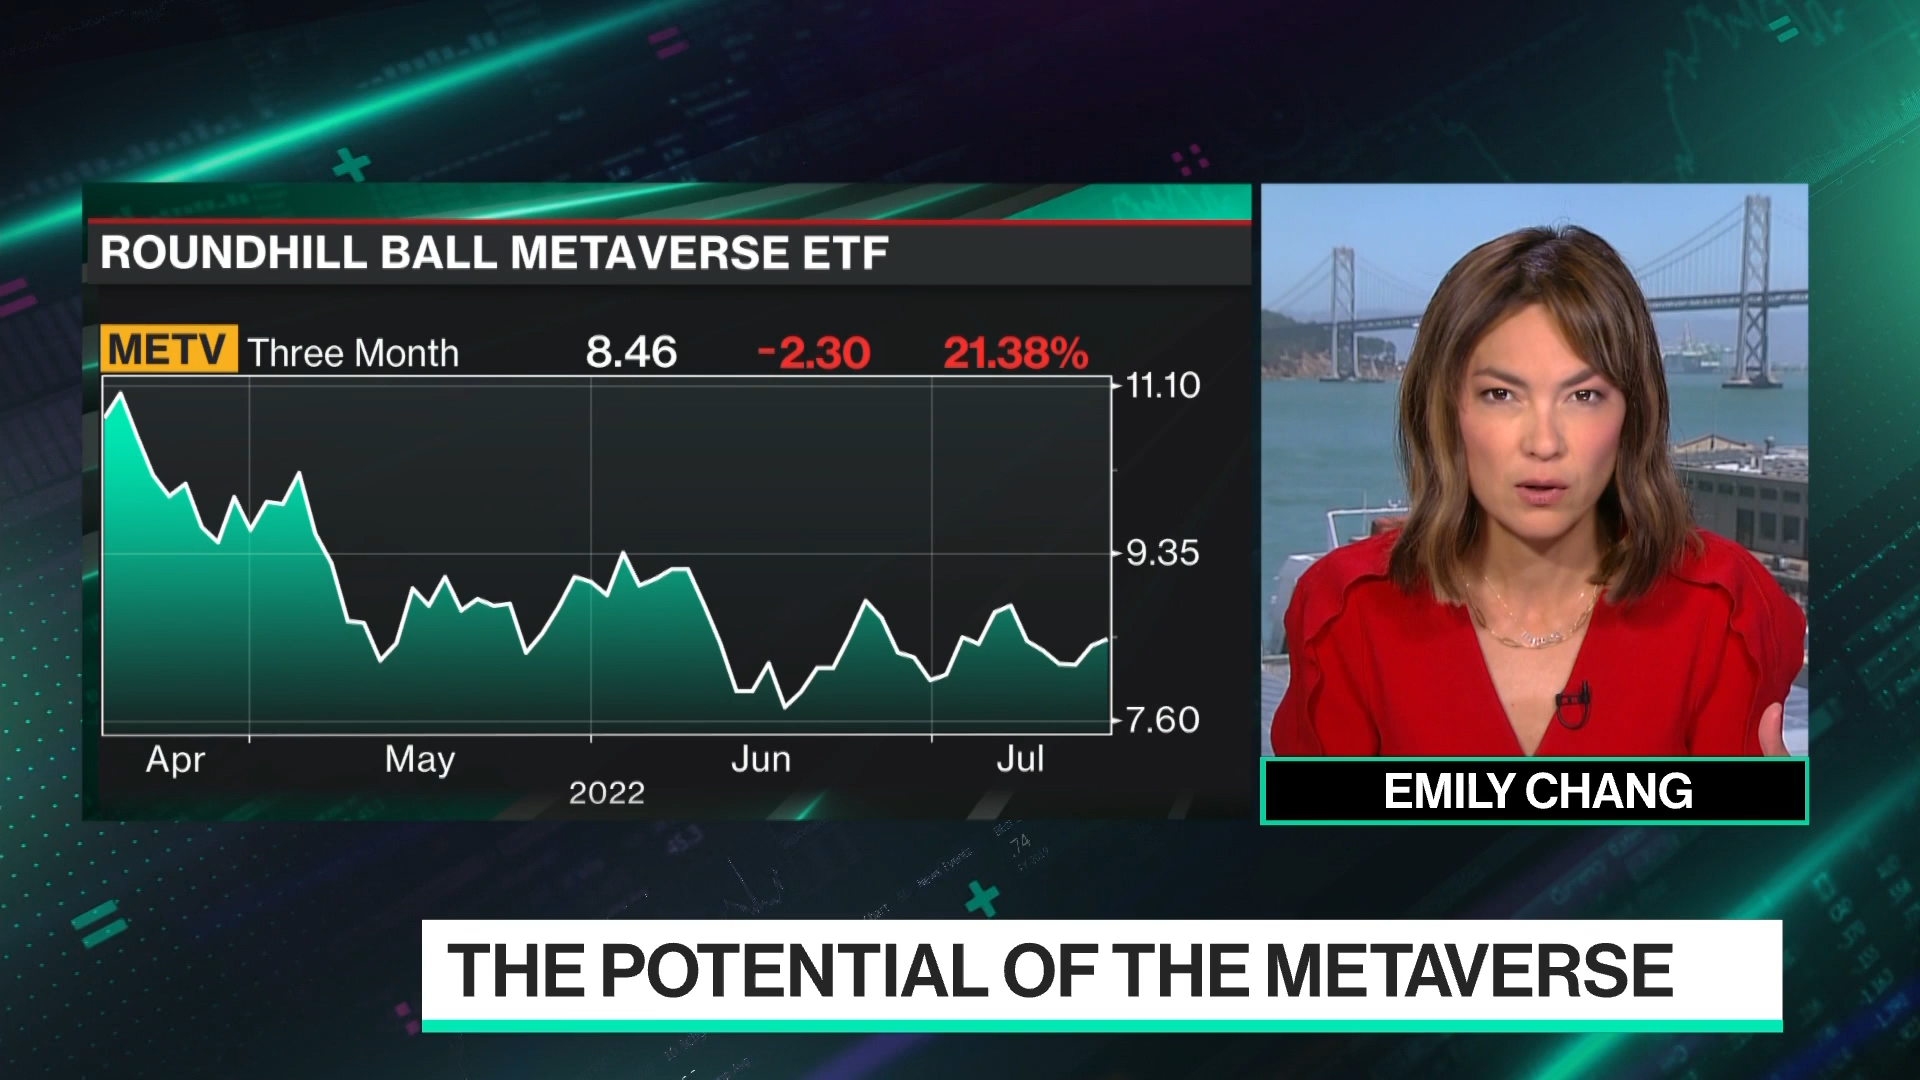 ROUNDHILL BALL METAVERSE ETF
METV Three Month 8.46 -2.30 21.38%
11.10
9.35
7.60
Apr May Jun Jul
2022
EMILY CHANG
74
THE POTENTIAL OF THE METAVERSE